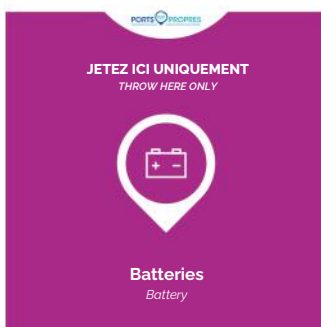 PORTS PROPRES
JETEZ ICI UNIQUEMENT
THROW HERE ONLY
+ −
Batteries
Battery